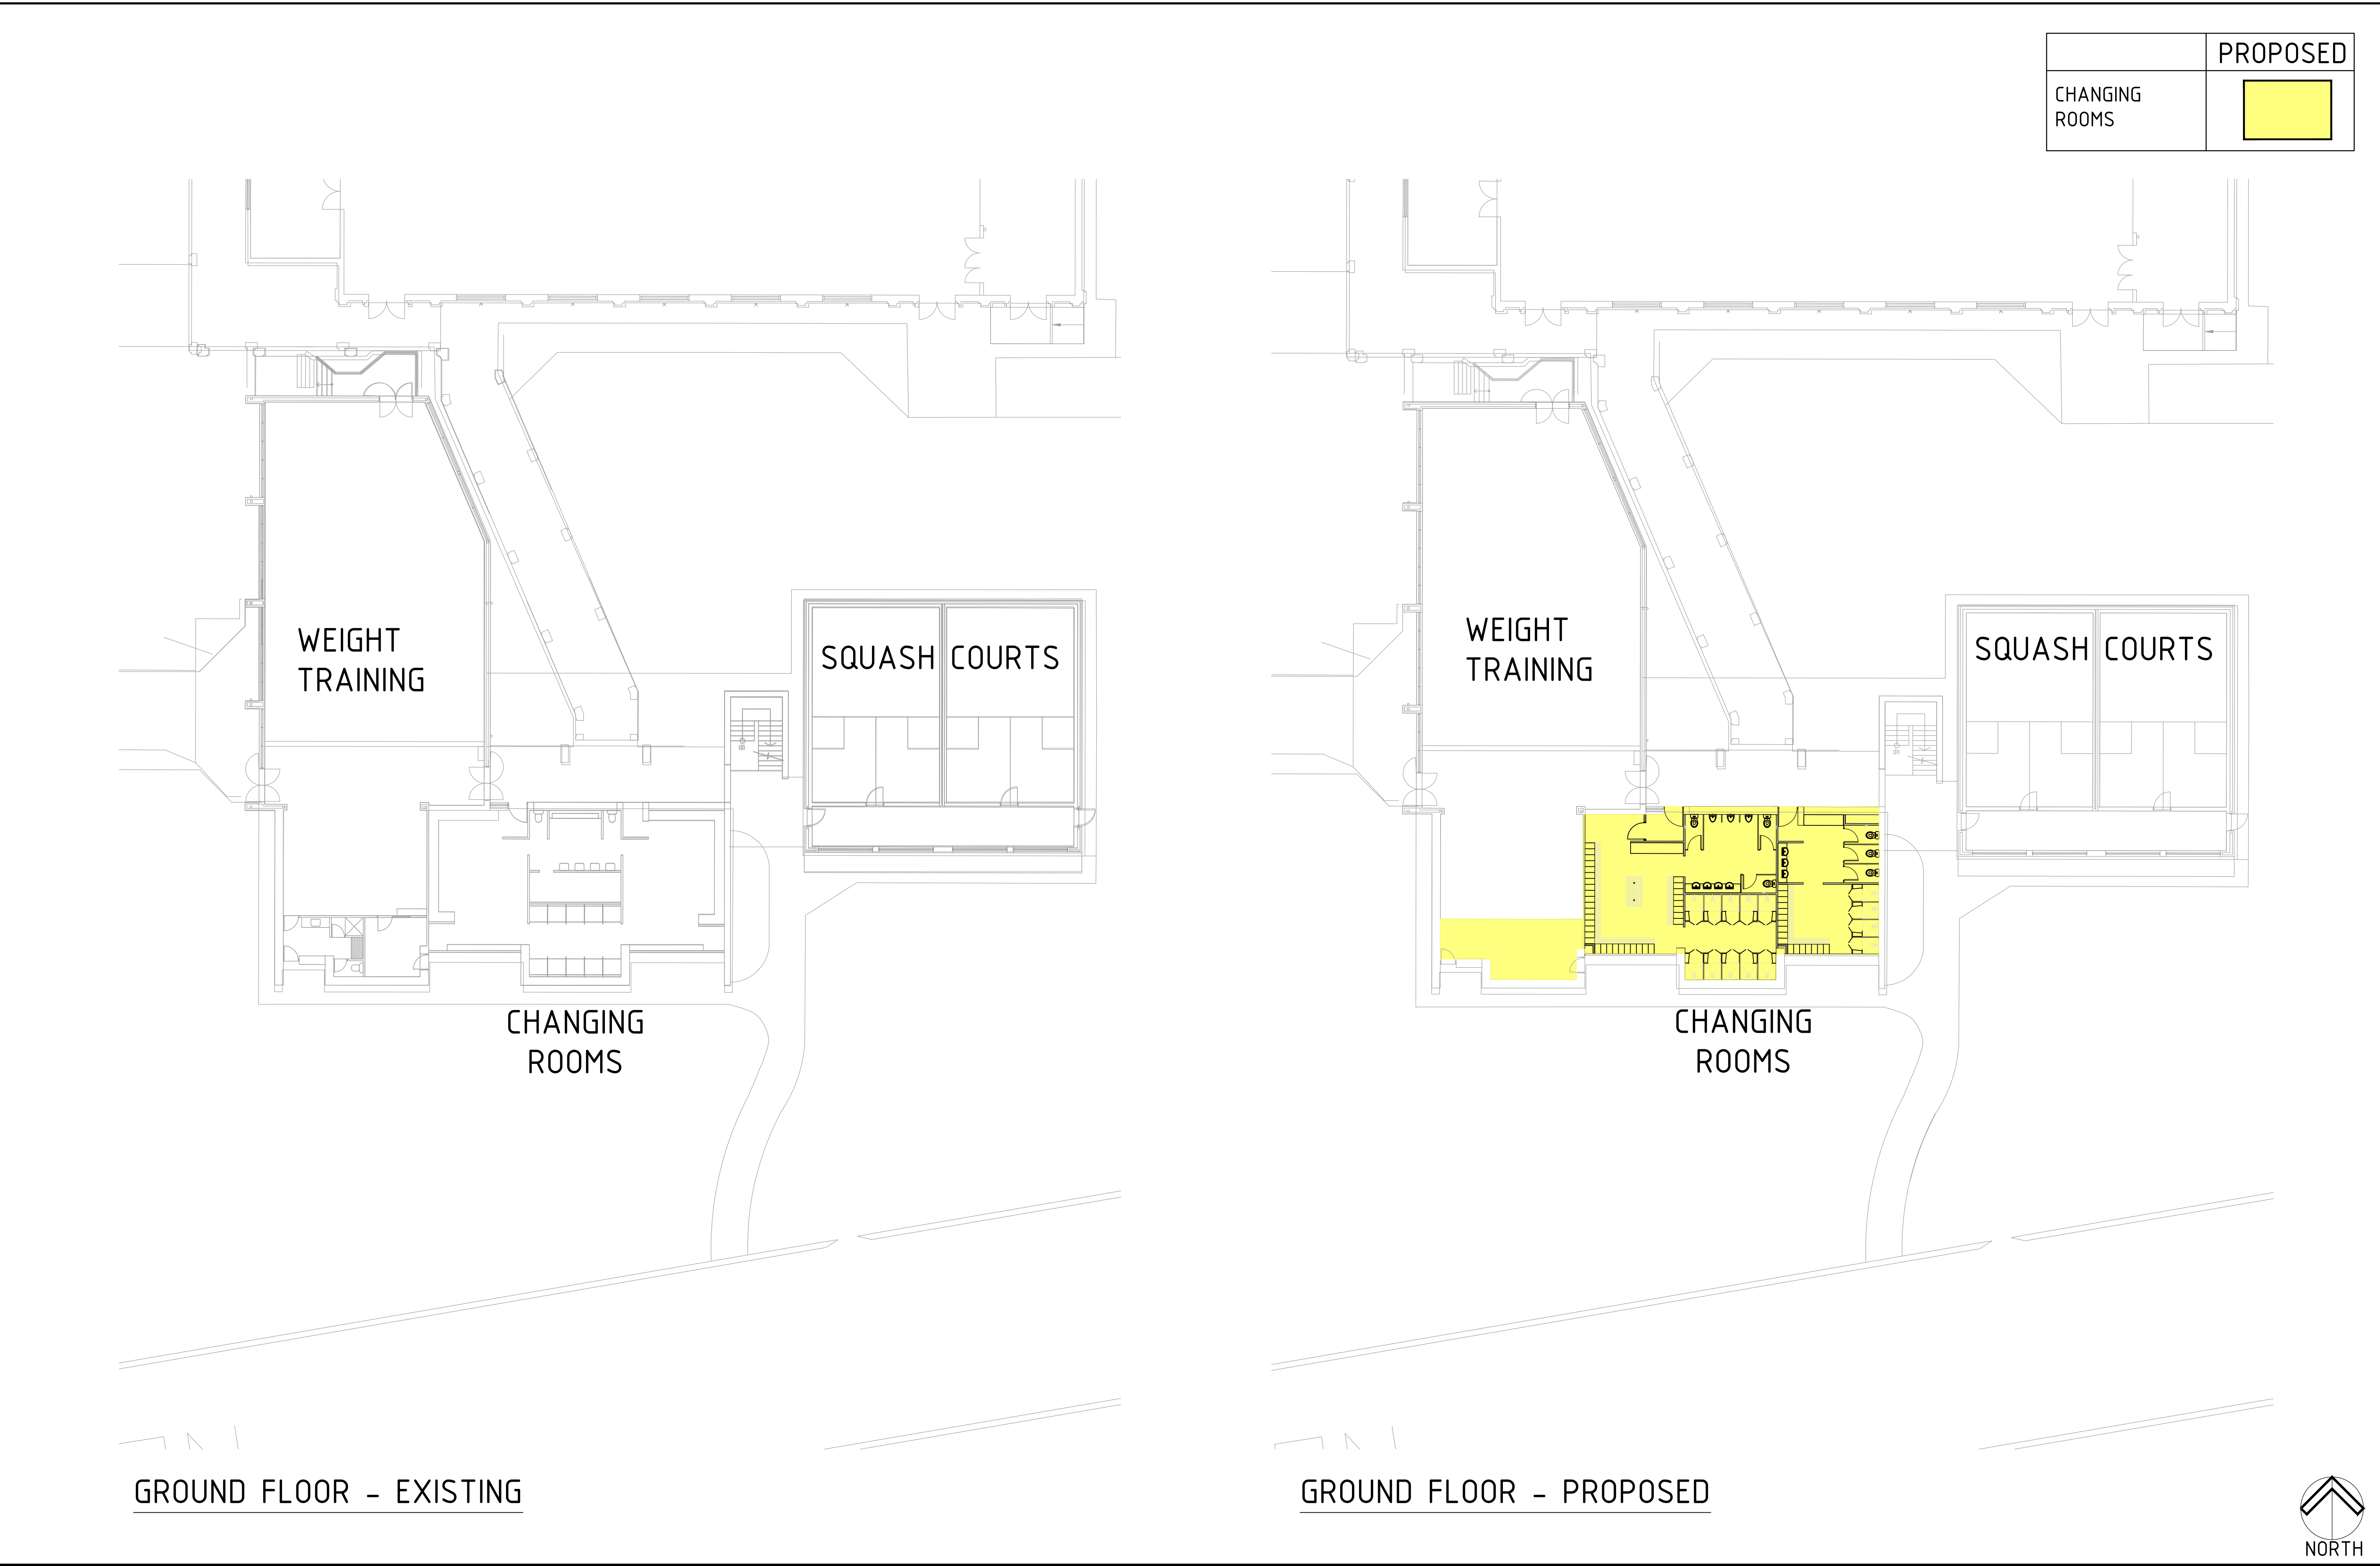 PROPOSED
CHANGING
ROOMS
WEIGHT
TRAINING
SQUASH COURTS
CHANGING
ROOMS
GROUND FLOOR - EXISTING
WEIGHT
TRAINING
SQUASH COURTS
CHANGING
ROOMS
GROUND FLOOR - PROPOSED
NORTH